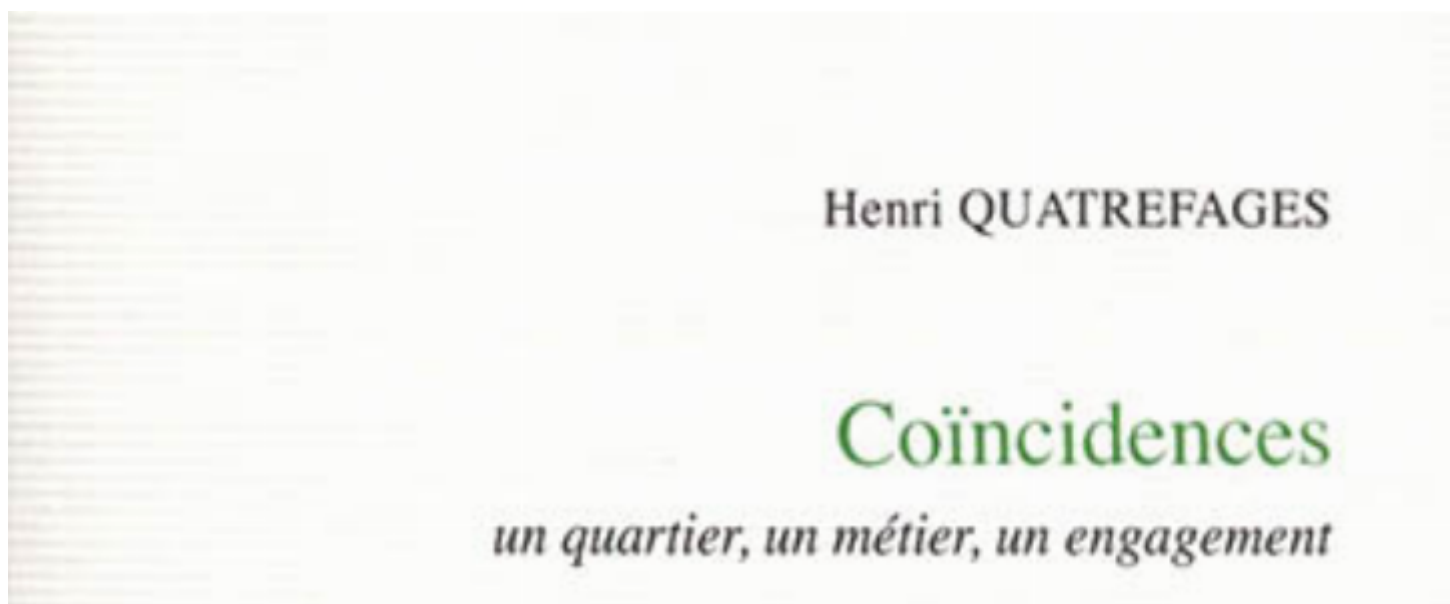 Henri QUATREFAGES
Coïncidences
un quartier, un métier, un engagement